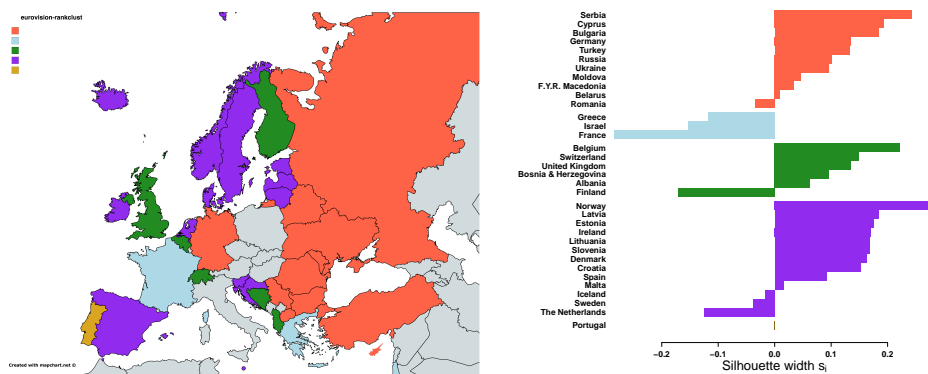 eurovision-rankclust
Created with mapchart.net ©
Serbia
Cyprus
Bulgaria
Germany
Turkey
Russia
Ukraine
Moldova
F.Y.R. Macedonia
Belarus
Romania
Greece
Israel
France
Belgium
Switzerland
United Kingdom
Bosnia & Herzegovina
Albania
Finland
Norway
Latvia
Estonia
Ireland
Lithuania
Slovenia
Denmark
Croatia
Spain
Malta
Iceland
Sweden
The Netherlands
Portugal
−0.2 −0.1 0.0 0.1 0.2
Silhouette width si